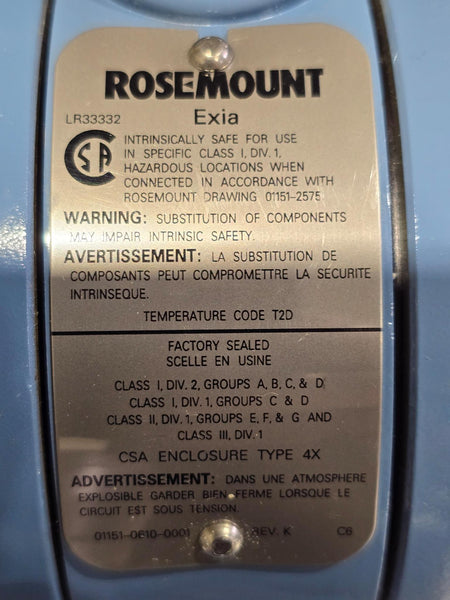 ROSEMOUNT
LR33332 Exia
INTRINSICALLY SAFE FOR USE
IN SPECIFIC CLASS I, DIV. 1,
HAZARDOUS LOCATIONS WHEN
CONNECTED IN ACCORDANCE WITH
ROSEMOUNT DRAWING 01151-2575
WARNING: SUBSTITUTION OF COMPONENTS
MAY IMPAIR INTRINSIC SAFETY.
AVERTISSEMENT: LA SUBSTITUTION DE
COMPOSANTS PEUT COMPROMETTRE LA SECURITE
INTRINSEQUE.
TEMPERATURE CODE T2D
FACTORY SEALED
SCELLE EN USINE
CLASS I, DIV. 2, GROUPS A, B, C, & D
CLASS I, DIV. 1, GROUPS C & D
CLASS II, DIV. 1, GROUPS E, F, & G AND
CLASS III, DIV. 1
CSA ENCLOSURE TYPE 4X
ADVERTISSEMENT: DANS UNE ATMOSPHERE
EXPLOSIBLE GARDER BIEN FERME LORSQUE LE
CIRCUIT EST SOUS TENSION.
01151-0610-0001 REV. K C6